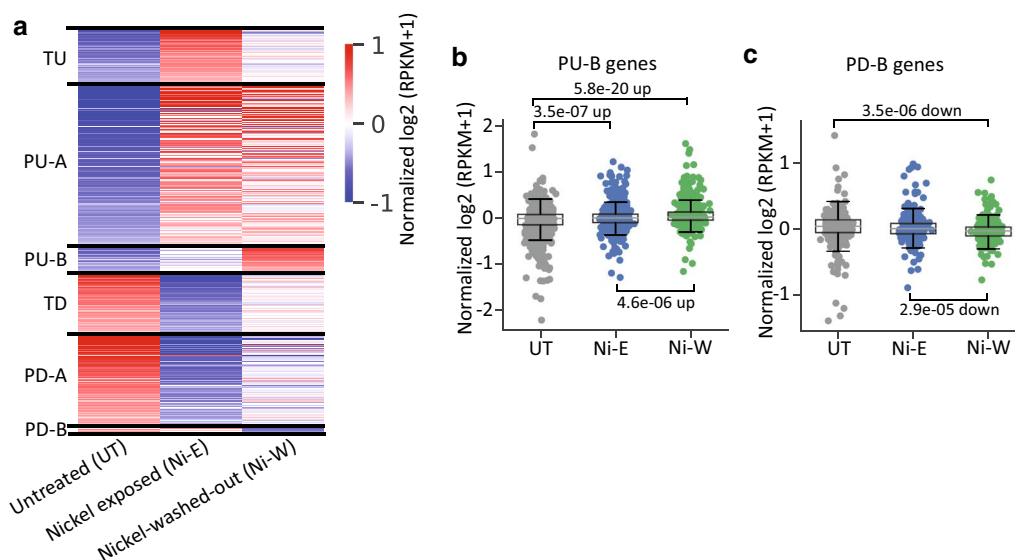 a
TU
PU-A
PU-B
TD
PD-A
PD-B
Untreated (UT)
Nickel exposed (Ni-E)
Nickel-washed-out (Ni-W)
1
0
-1
Normalized log2 (RPKM+1)
b
PU-B genes
5.8e-20 up
3.5e-07 up
4.6e-06 up
Normalized log2 (RPKM+1)
2
1
0
-1
-2
UT
Ni-E
Ni-W
c
PD-B genes
3.5e-06 down
2.9e-05 down
Normalized log2 (RPKM+1)
1
0
-1
UT
Ni-E
Ni-W